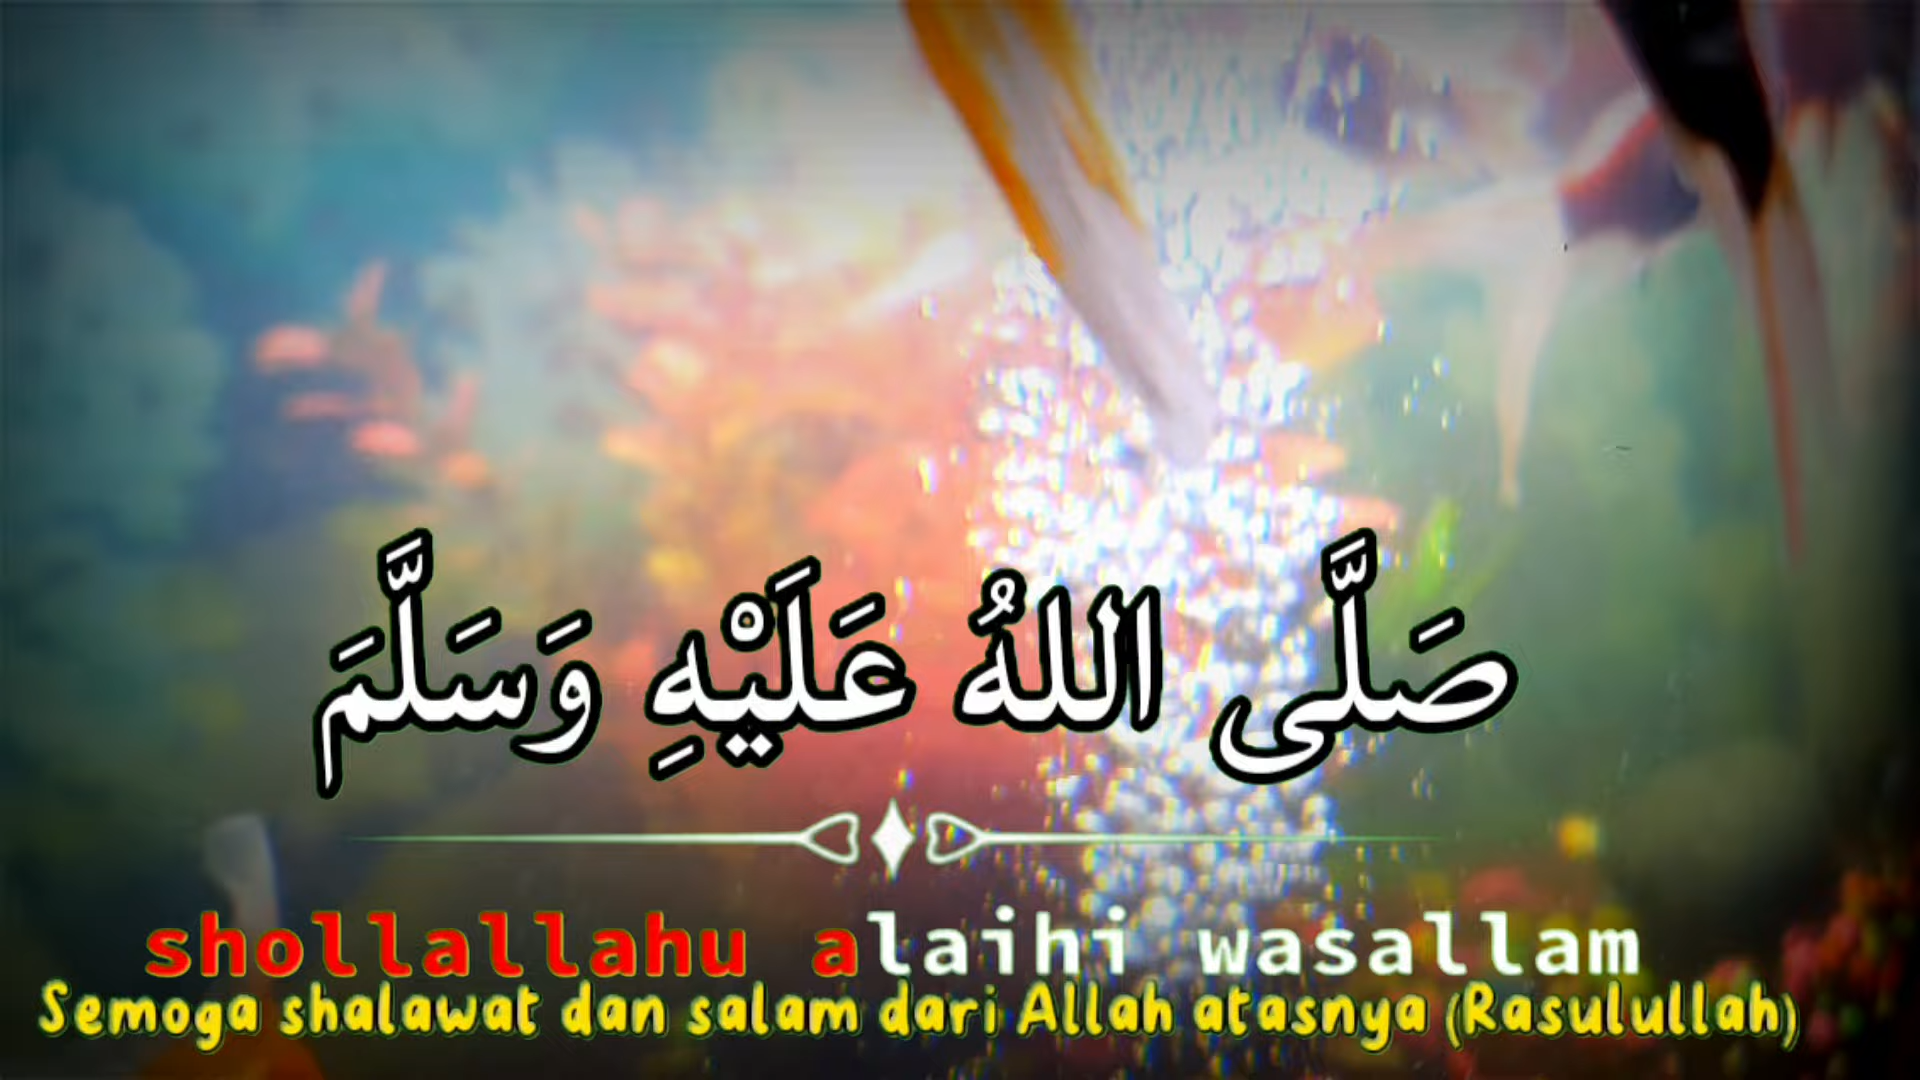 صَلَّى اللهُ عَلَيْهِ وَسَلَّمَ
shollallahu alaihi wasallam
Semoga shalawat dan salam dari Allah atasnya (Rasulullah)